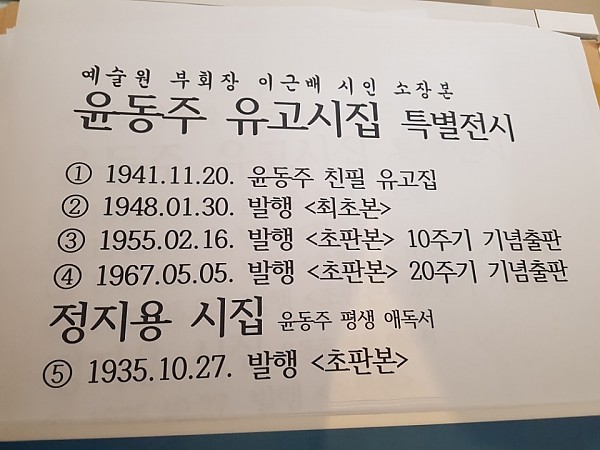 예술원 부회장 이근배 시인 소장본
윤동주 유고시집 특별전시
① 1941.11.20. 윤동주 친필 유고집
② 1948.01.30. 발행 <최초본>
③ 1955.02.16. 발행 <초판본> 10주기 기념출판
④ 1967.05.05. 발행 <초판본> 20주기 기념출판
정지용 시집 윤동주 평생 애독서
⑤ 1935.10.27. 발행 <초판본>